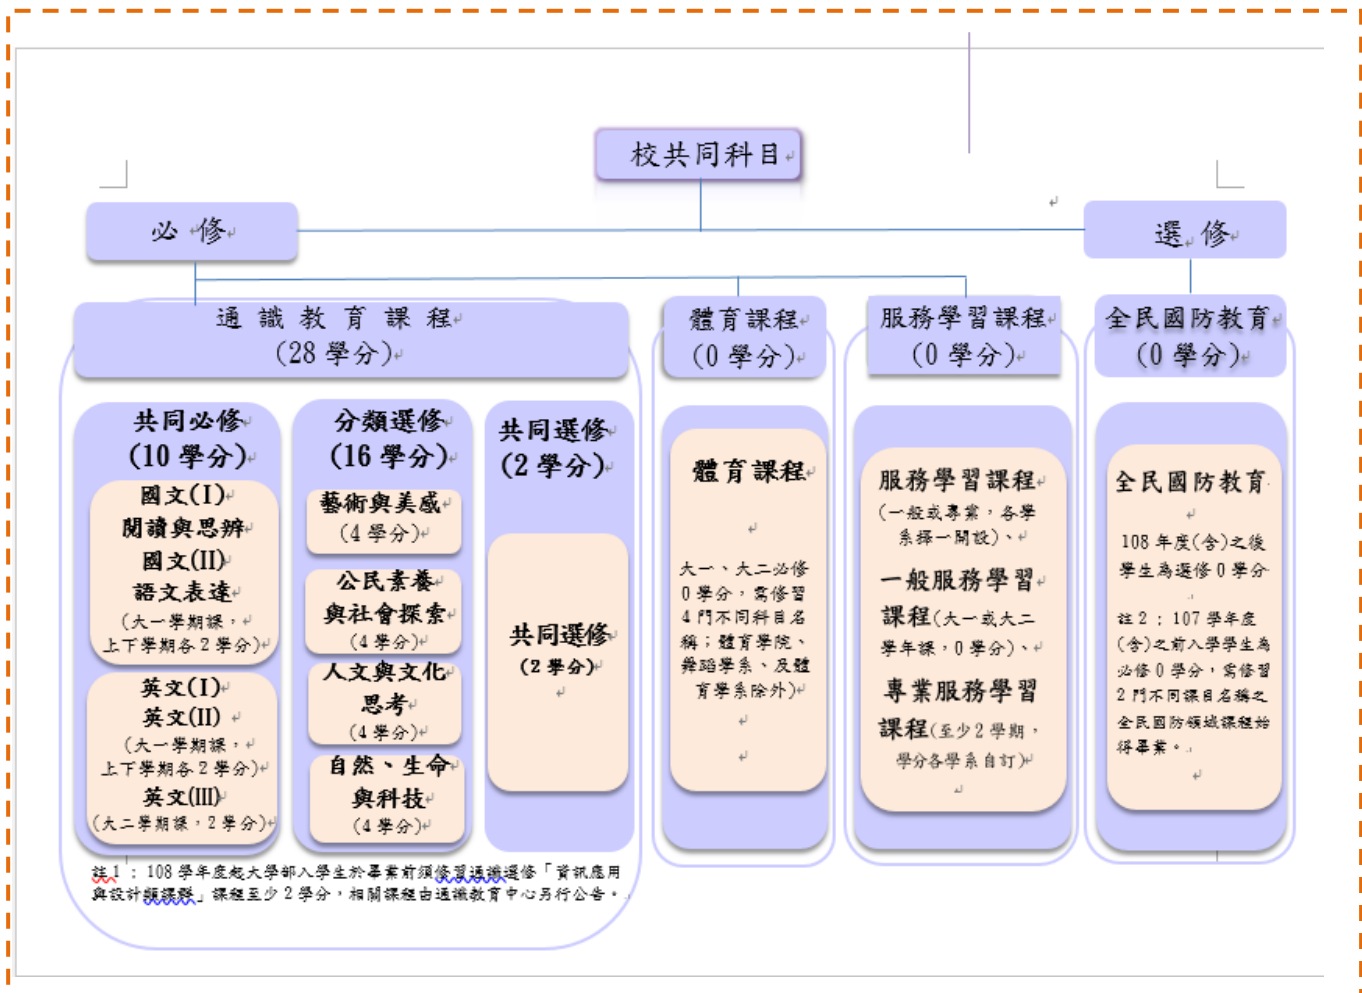 校共同科目
必 修
選 修
通 識 教 育 課 程
(28 學分)
體育課程
(0 學分)
服務學習課程
(0 學分)
全民國防教育
(0 學分)
共同必修
(10 學分)
國文(I)
閱讀與思辨
國文(II)
語文表達
(大一學期課，
上下學期各 2 學分)
英文(I)
英文(II)
(大一學期課，
上下學期各 2 學分)
英文(III)
(大二學期課，2 學分)
分類選修
(16 學分)
藝術與美感
(4 學分)
公民素養
與社會探索
(4 學分)
人文與文化
思考
(4 學分)
自然、生命
與科技
(4 學分)
共同選修
(2 學分)
共同選修
(2 學分)
體育課程
大一、大二必修
0 學分，需修習
4 門不同科目名
稱；體育學院、
舞蹈學系、及體
育學系除外)
服務學習課程
(一般或專業，各學
系擇一開設)、
一般服務學習
課程(大一或大二
學年課，0 學分)、
專業服務學習
課程(至少 2 學期，
學分各學系自訂)
全民國防教育
108 年度(含)之後
學生為選修 0 學分
註 2 : 107 學年度
(含)之前入學學生為
必修 0 學分，需修習
2 門不同課目名稱之
全民國防領域課程始
得畢業。
註 1 : 108 學年度起大學部入學生於畢業前須修習通識選修「資訊應用
與設計類課群」課程至少 2 學分，相關課程由通識教育中心另行公告。